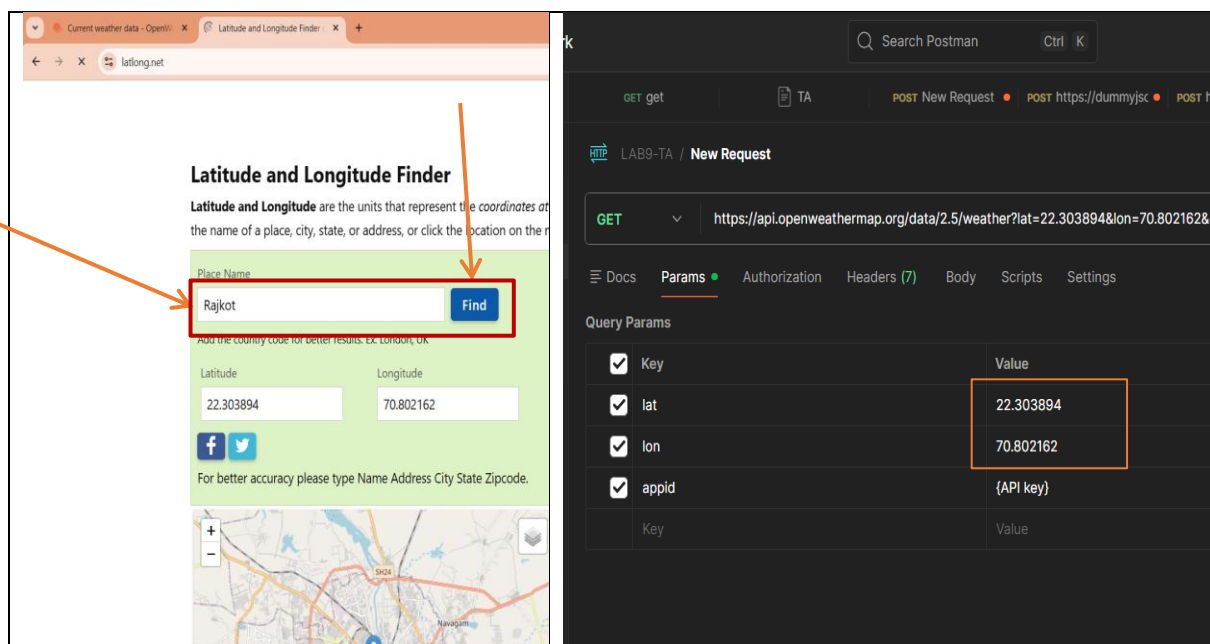 Current weather data - OpenW
Latitude and Longitude Finder
latlong.net
Latitude and Longitude Finder
Latitude and Longitude are the units that represent the coordinates at
the name of a place, city, state, or address, or click the location on the
Place Name
Rajkot
Find
Add the country code for better results. Ex: London, UK
Latitude
Longitude
22.303894
70.802162
For better accuracy please type Name Address City State Zipcode.
+
−
SH24
Navagam
rk
Search Postman
Ctrl K
GET get
TA
POST New Request
POST https://dummyjsc
POST h
HTTP LAB9-TA / New Request
GET
https://api.openweathermap.org/data/2.5/weather?lat=22.303894&lon=70.802162&
Docs Params Authorization Headers (7) Body Scripts Settings
Query Params
Key Value
lat 22.303894
lon 70.802162
appid {API key}
Key Value